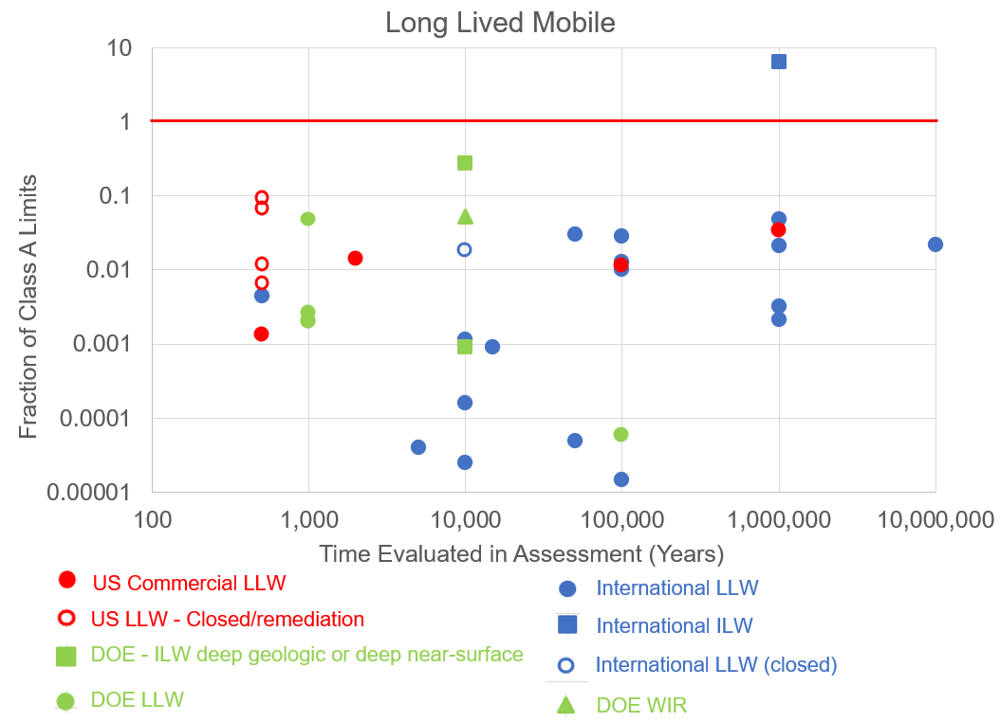 Long Lived Mobile
10
1
0.1
0.01
0.001
0.0001
0.00001
Fraction of Class A Limits
100 1,000 10,000 100,000 1,000,000 10,000,000
Time Evaluated in Assessment (Years)
US Commercial LLW
US LLW - Closed/remediation
DOE - ILW deep geologic or deep near-surface
DOE LLW
International LLW
International ILW
International LLW (closed)
DOE WIR